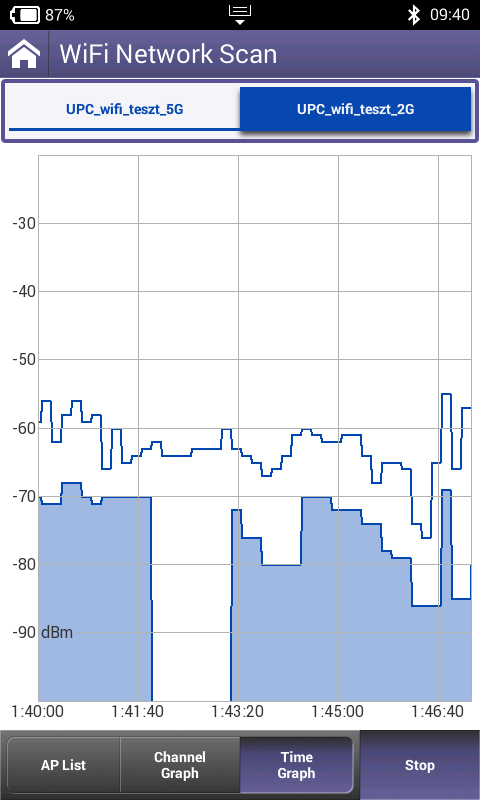 87%
09:40
WiFi Network Scan
UPC_wifi_teszt_5G
UPC_wifi_teszt_2G
-30
-40
-50
-60
-70
-80
-90 dBm
1:40:00 1:41:40 1:43:20 1:45:00 1:46:40
AP List
Channel
Graph
Time
Graph
Stop